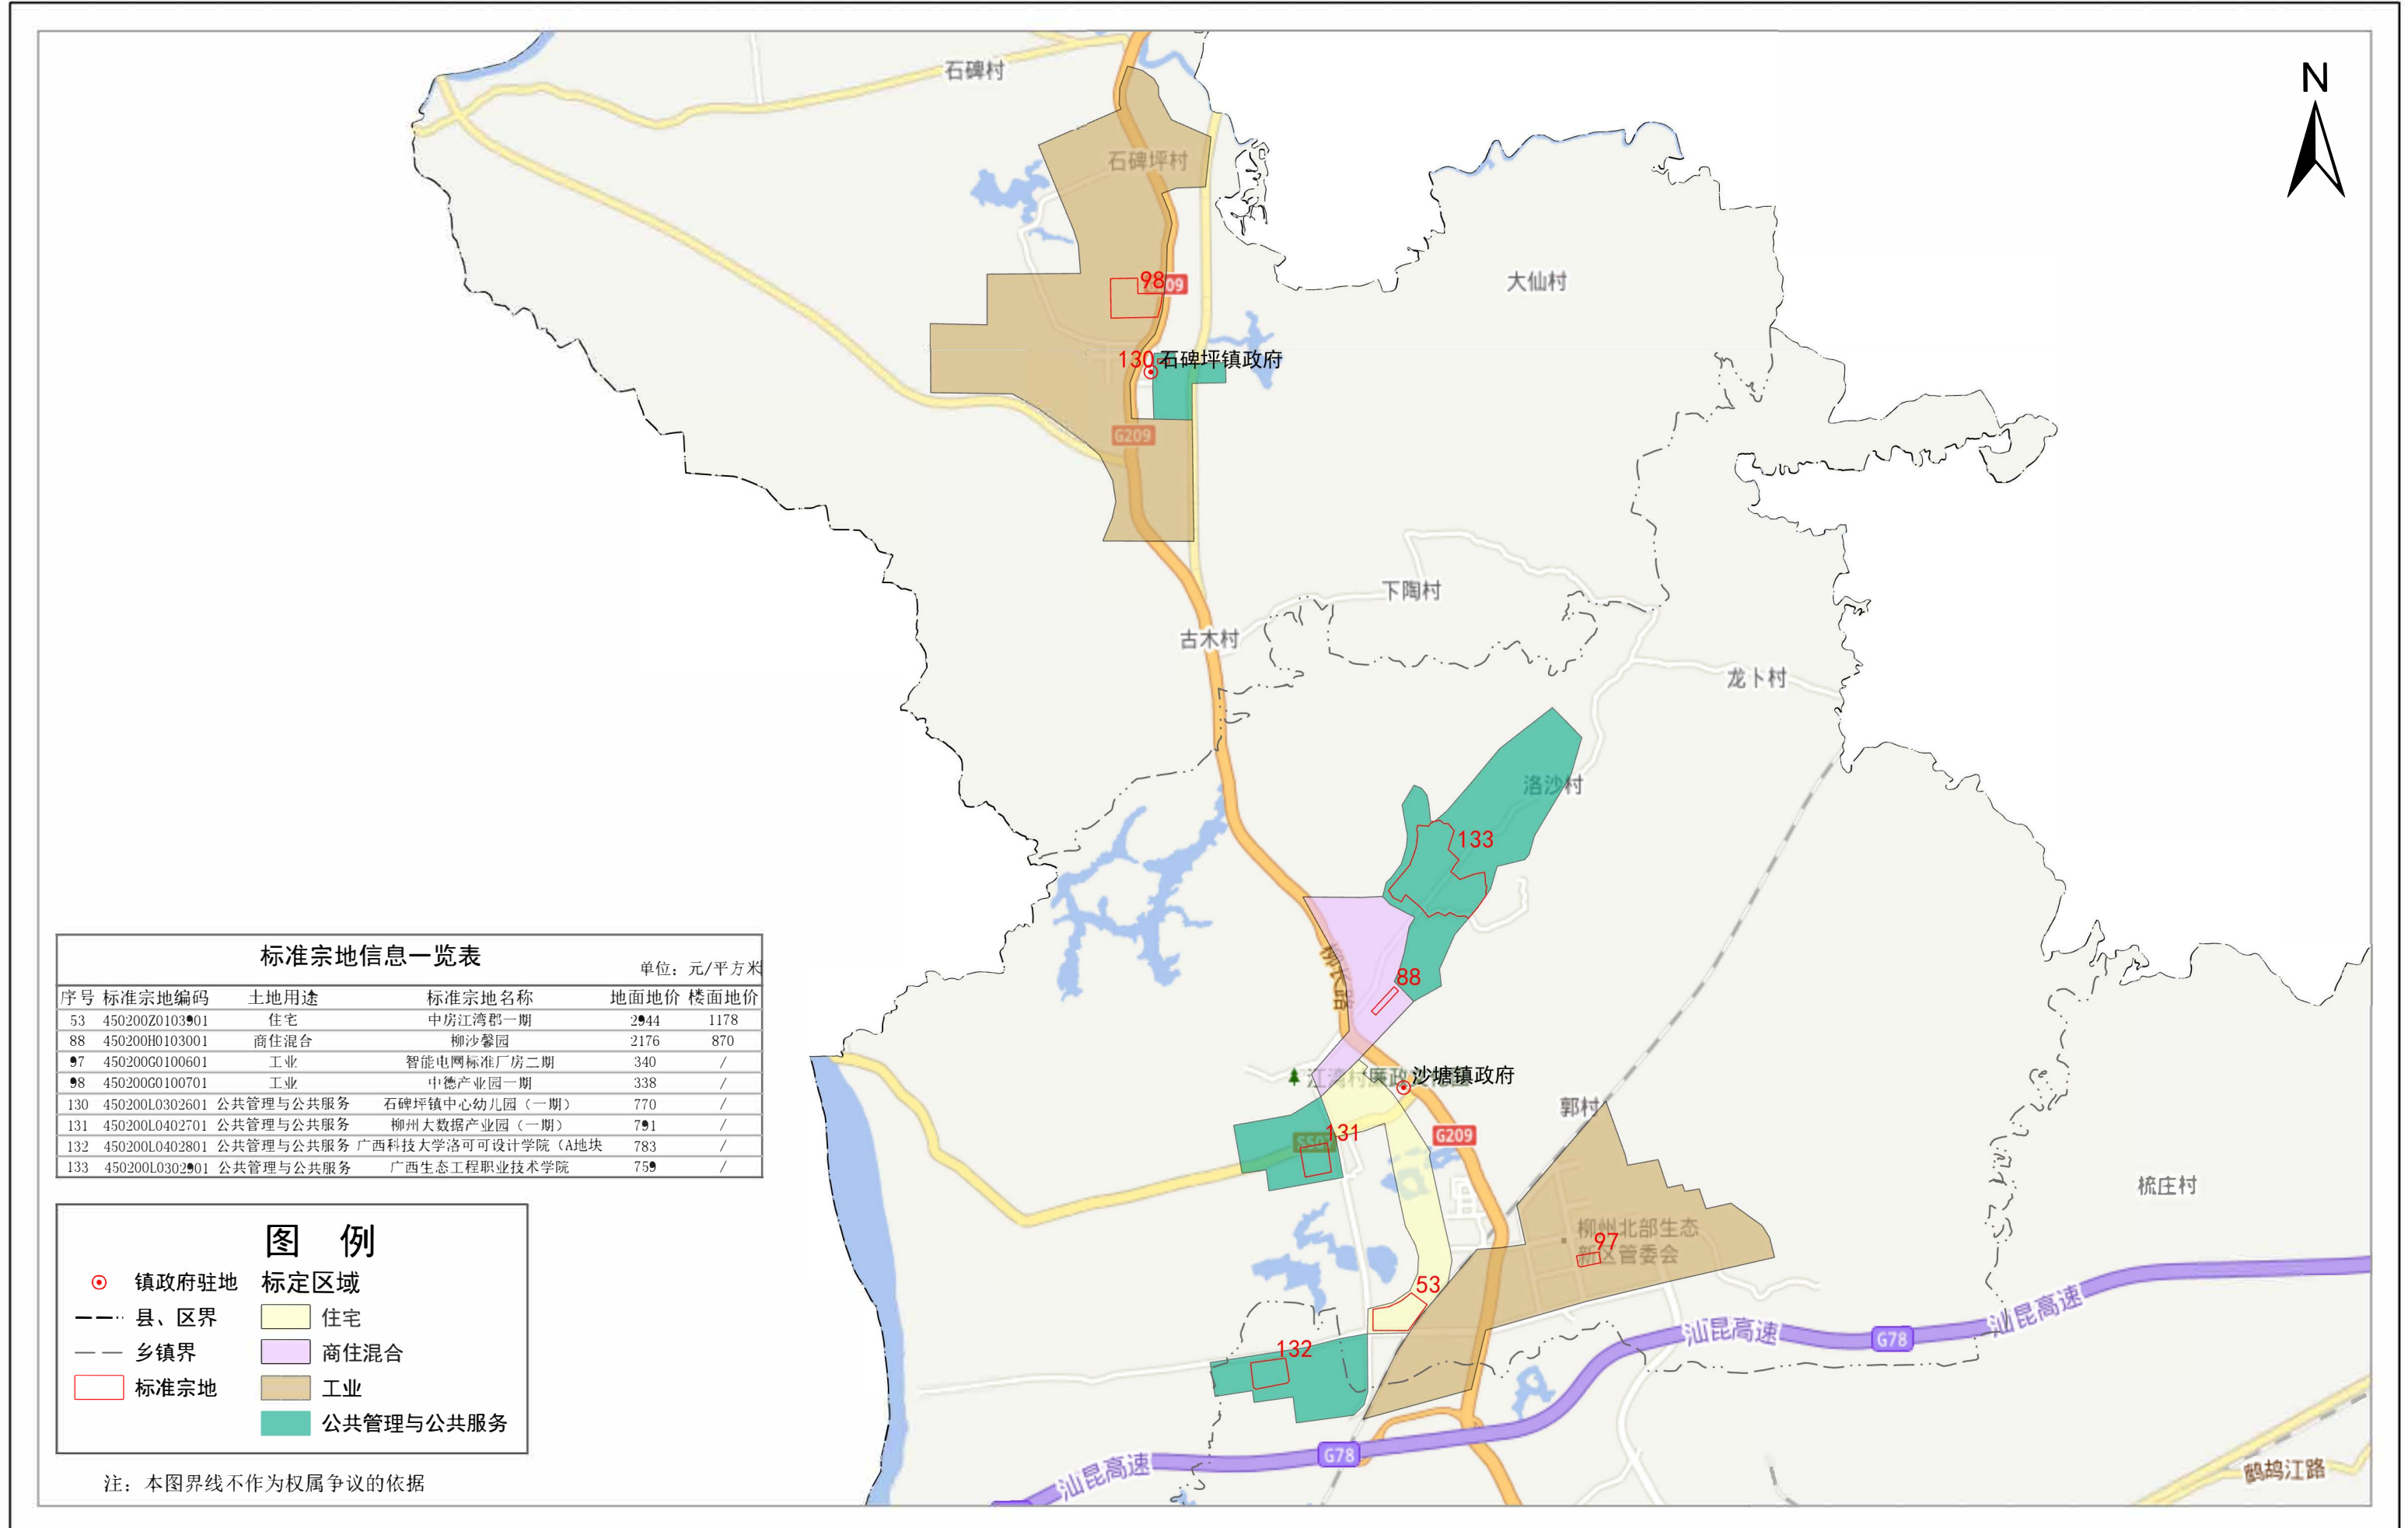 N
石碑村
石碑坪村
98
大仙村
130
石碑坪镇政府
G209
下陶村
古木村
龙卜村
洛沙村
133
柳长路
88
沙塘镇政府
郭村
131
G209
梳庄村
柳州北部生态
新区管委会
97
53
132
汕昆高速
G78
汕昆高速
G78
汕昆高速
鹧鸪江路
标准宗地信息一览表
单位：元/平方米
序号 标准宗地编码 土地用途 标准宗地名称 地面地价 楼面地价
53 450200Z0103901 住宅 中房江湾郡一期 2944 1178
88 450200H0103001 商住混合 柳沙馨园 2176 870
97 450200G0100601 工业 智能电网标准厂房二期 340 /
98 450200G0100701 工业 中德产业园一期 338 /
130 450200L0302601 公共管理与公共服务 石碑坪镇中心幼儿园（一期） 770 /
131 450200L0402701 公共管理与公共服务 柳州大数据产业园（一期） 791 /
132 450200L0402801 公共管理与公共服务 广西科技大学洛可可设计学院（A地块 783 /
133 450200L0302901 公共管理与公共服务 广西生态工程职业技术学院 759 /
图 例
镇政府驻地 标定区域
县、区界 住宅
乡镇界 商住混合
标准宗地 工业
公共管理与公共服务
注：本图界线不作为权属争议的依据